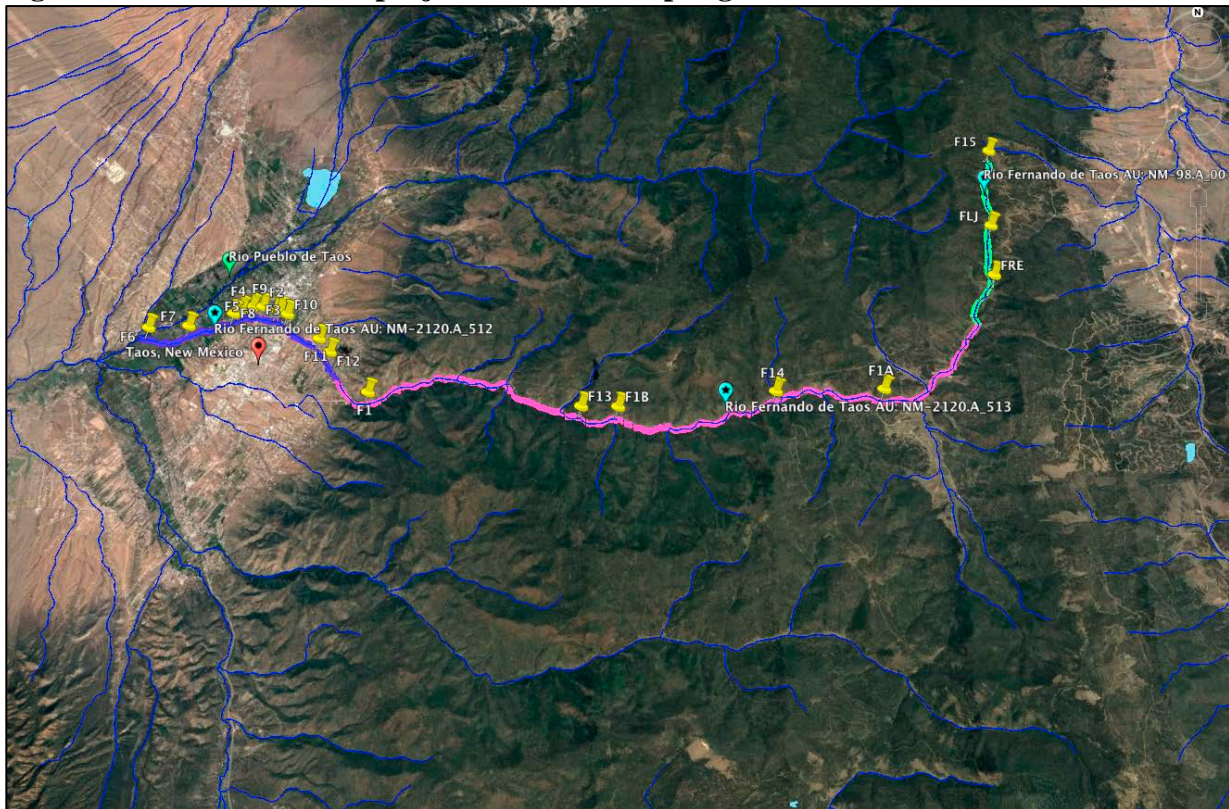 N
F15
Rio Fernando de Taos AU: NM-98.A_00
FLJ
Rio Pueblo de Taos
FRE
F4
F9
F2
F5
F3
F10
F7
F8
F6
Rio Fernando de Taos AU: NM-2120.A_512
Taos, New Mexico
F11
F12
F1
F13
F1B
F14
F1A
Rio Fernando de Taos AU: NM-2120.A_513